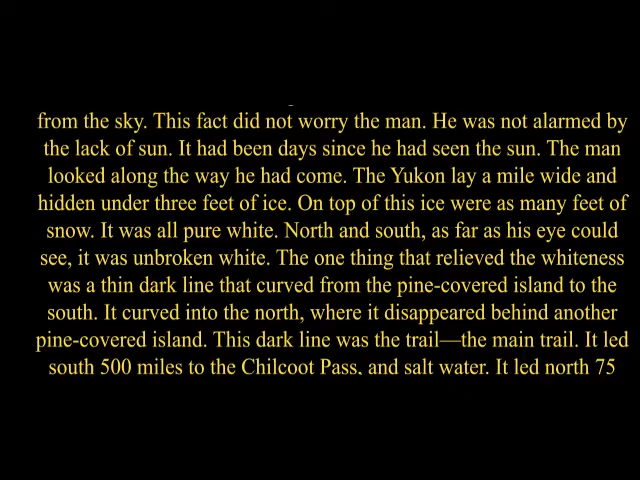 from the sky. This fact did not worry the man. He was not alarmed by
the lack of sun. It had been days since he had seen the sun. The man
looked along the way he had come. The Yukon lay a mile wide and
hidden under three feet of ice. On top of this ice were as many feet of
snow. It was all pure white. North and south, as far as his eye could
see, it was unbroken white. The one thing that relieved the whiteness
was a thin dark line that curved from the pine-covered island to the
south. It curved into the north, where it disappeared behind another
pine-covered island. This dark line was the trail—the main trail. It led
south 500 miles to the Chilcoot Pass, and salt water. It led north 75